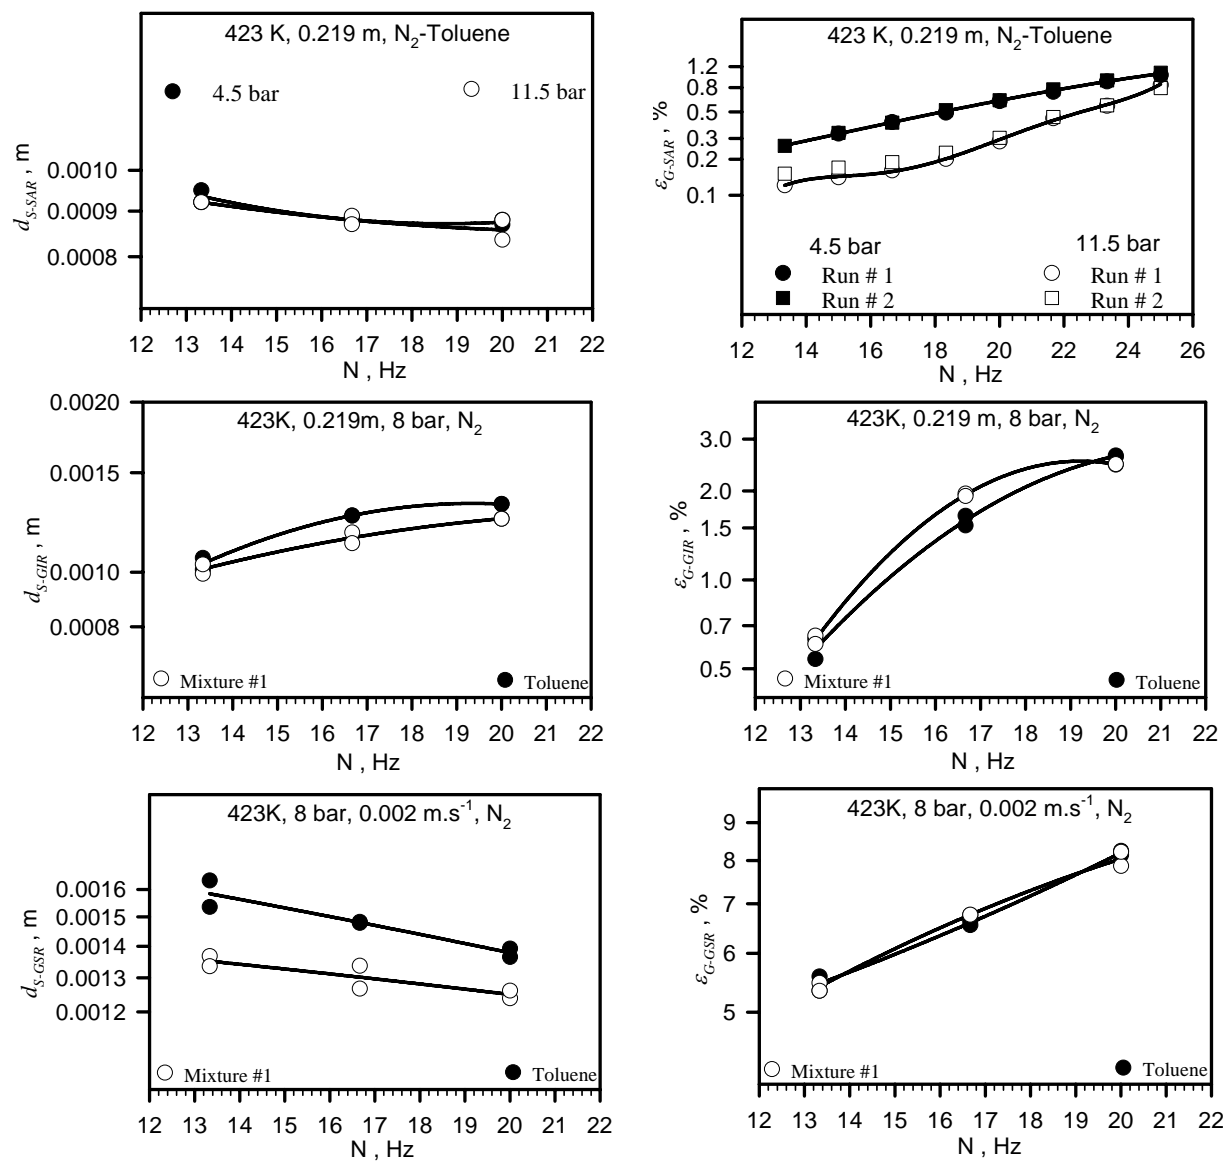 423 K, 0.219 m, N2-Toluene
4.5 bar
11.5 bar
0.0010
0.0009
0.0008
dS-SAR , m
12 13 14 15 16 17 18 19 20 21 22
N , Hz
423 K, 0.219 m, N2-Toluene
1.2
0.8
0.5
0.3
0.2
0.1
εG-SAR, %
4.5 bar
11.5 bar
Run # 1
Run # 1
Run # 2
Run # 2
12 14 16 18 20 22 24 26
N , Hz
423K, 0.219m, 8 bar, N2
0.0020
0.0015
0.0010
0.0008
dS-GIR , m
Mixture #1
Toluene
12 13 14 15 16 17 18 19 20 21 22
N , Hz
423K, 0.219 m, 8 bar, N2
3.0
2.0
1.5
1.0
0.7
0.5
εG-GIR , %
Mixture #1
Toluene
12 13 14 15 16 17 18 19 20 21 22
N , Hz
423K, 8 bar, 0.002 m.s-1, N2
0.0016
0.0015
0.0014
0.0013
0.0012
dS-GSR, m
Mixture #1
Toluene
12 13 14 15 16 17 18 19 20 21 22
N , Hz
423K, 8 bar, 0.002 m.s-1, N2
9
8
7
6
5
εG-GSR , %
Mixture #1
Toluene
12 13 14 15 16 17 18 19 20 21 22
N , Hz